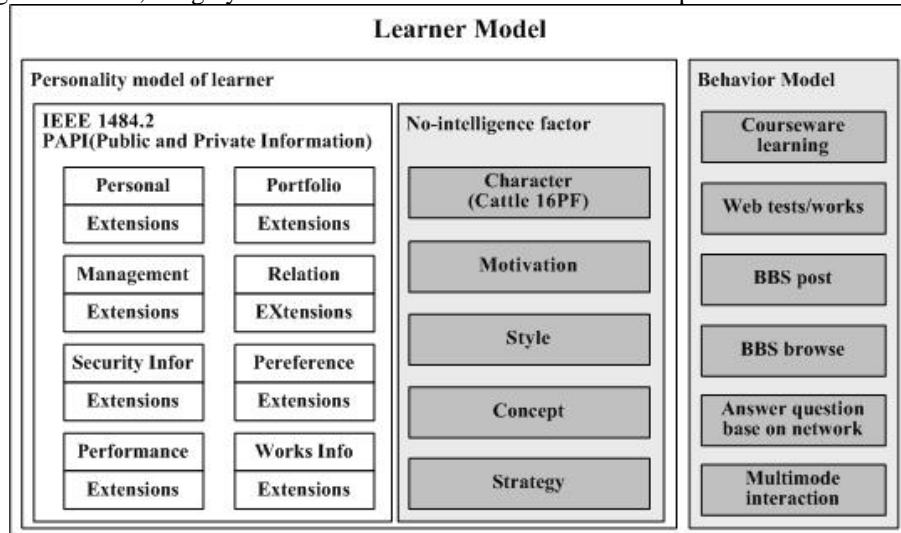 Learner Model
Personality model of learner
IEEE 1484.2
PAPI(Public and Private Information)
Personal
Extensions
Portfolio
Extensions
Management
Extensions
Relation
EXtensions
Security Infor
Extensions
Pereference
Extensions
Performance
Extensions
Works Info
Extensions
No-intelligence factor
Character
(Cattle 16PF)
Motivation
Style
Concept
Strategy
Behavior Model
Courseware
learning
Web tests/works
BBS post
BBS browse
Answer question
base on network
Multimode
interaction